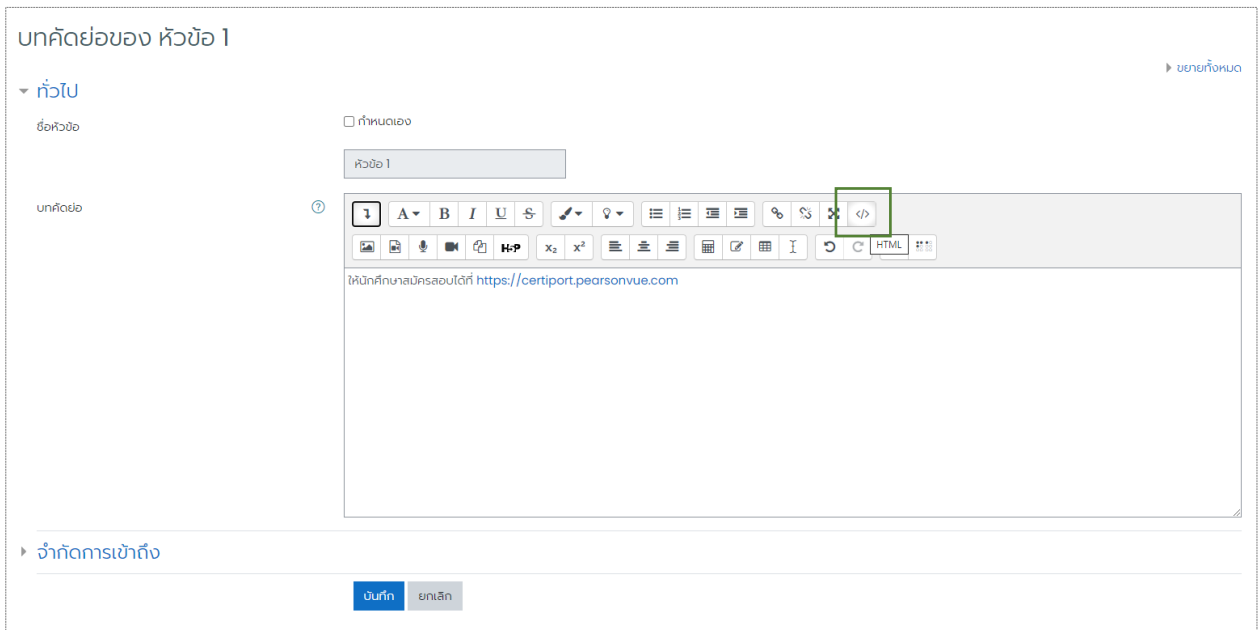 บทคัดย่อของ หัวข้อ 1
ขยายทั้งหมด
ทั่วไป
ชื่อหัวข้อ
กำหนดเอง
หัวข้อ 1
บทคัดย่อ
A B I U S
H-P x₂ x²
HTML
ให้นักศึกษาสมัครสอบได้ที่ https://certiport.pearsonvue.com
จำกัดการเข้าถึง
บันทึก ยกเลิก